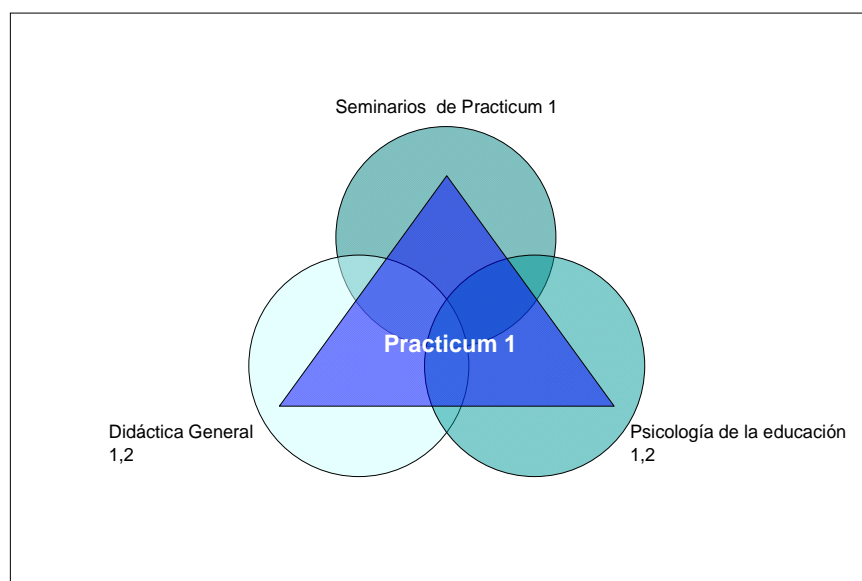 Seminarios de Practicum 1
Practicum 1
Didáctica General
1,2
Psicología de la educación
1,2